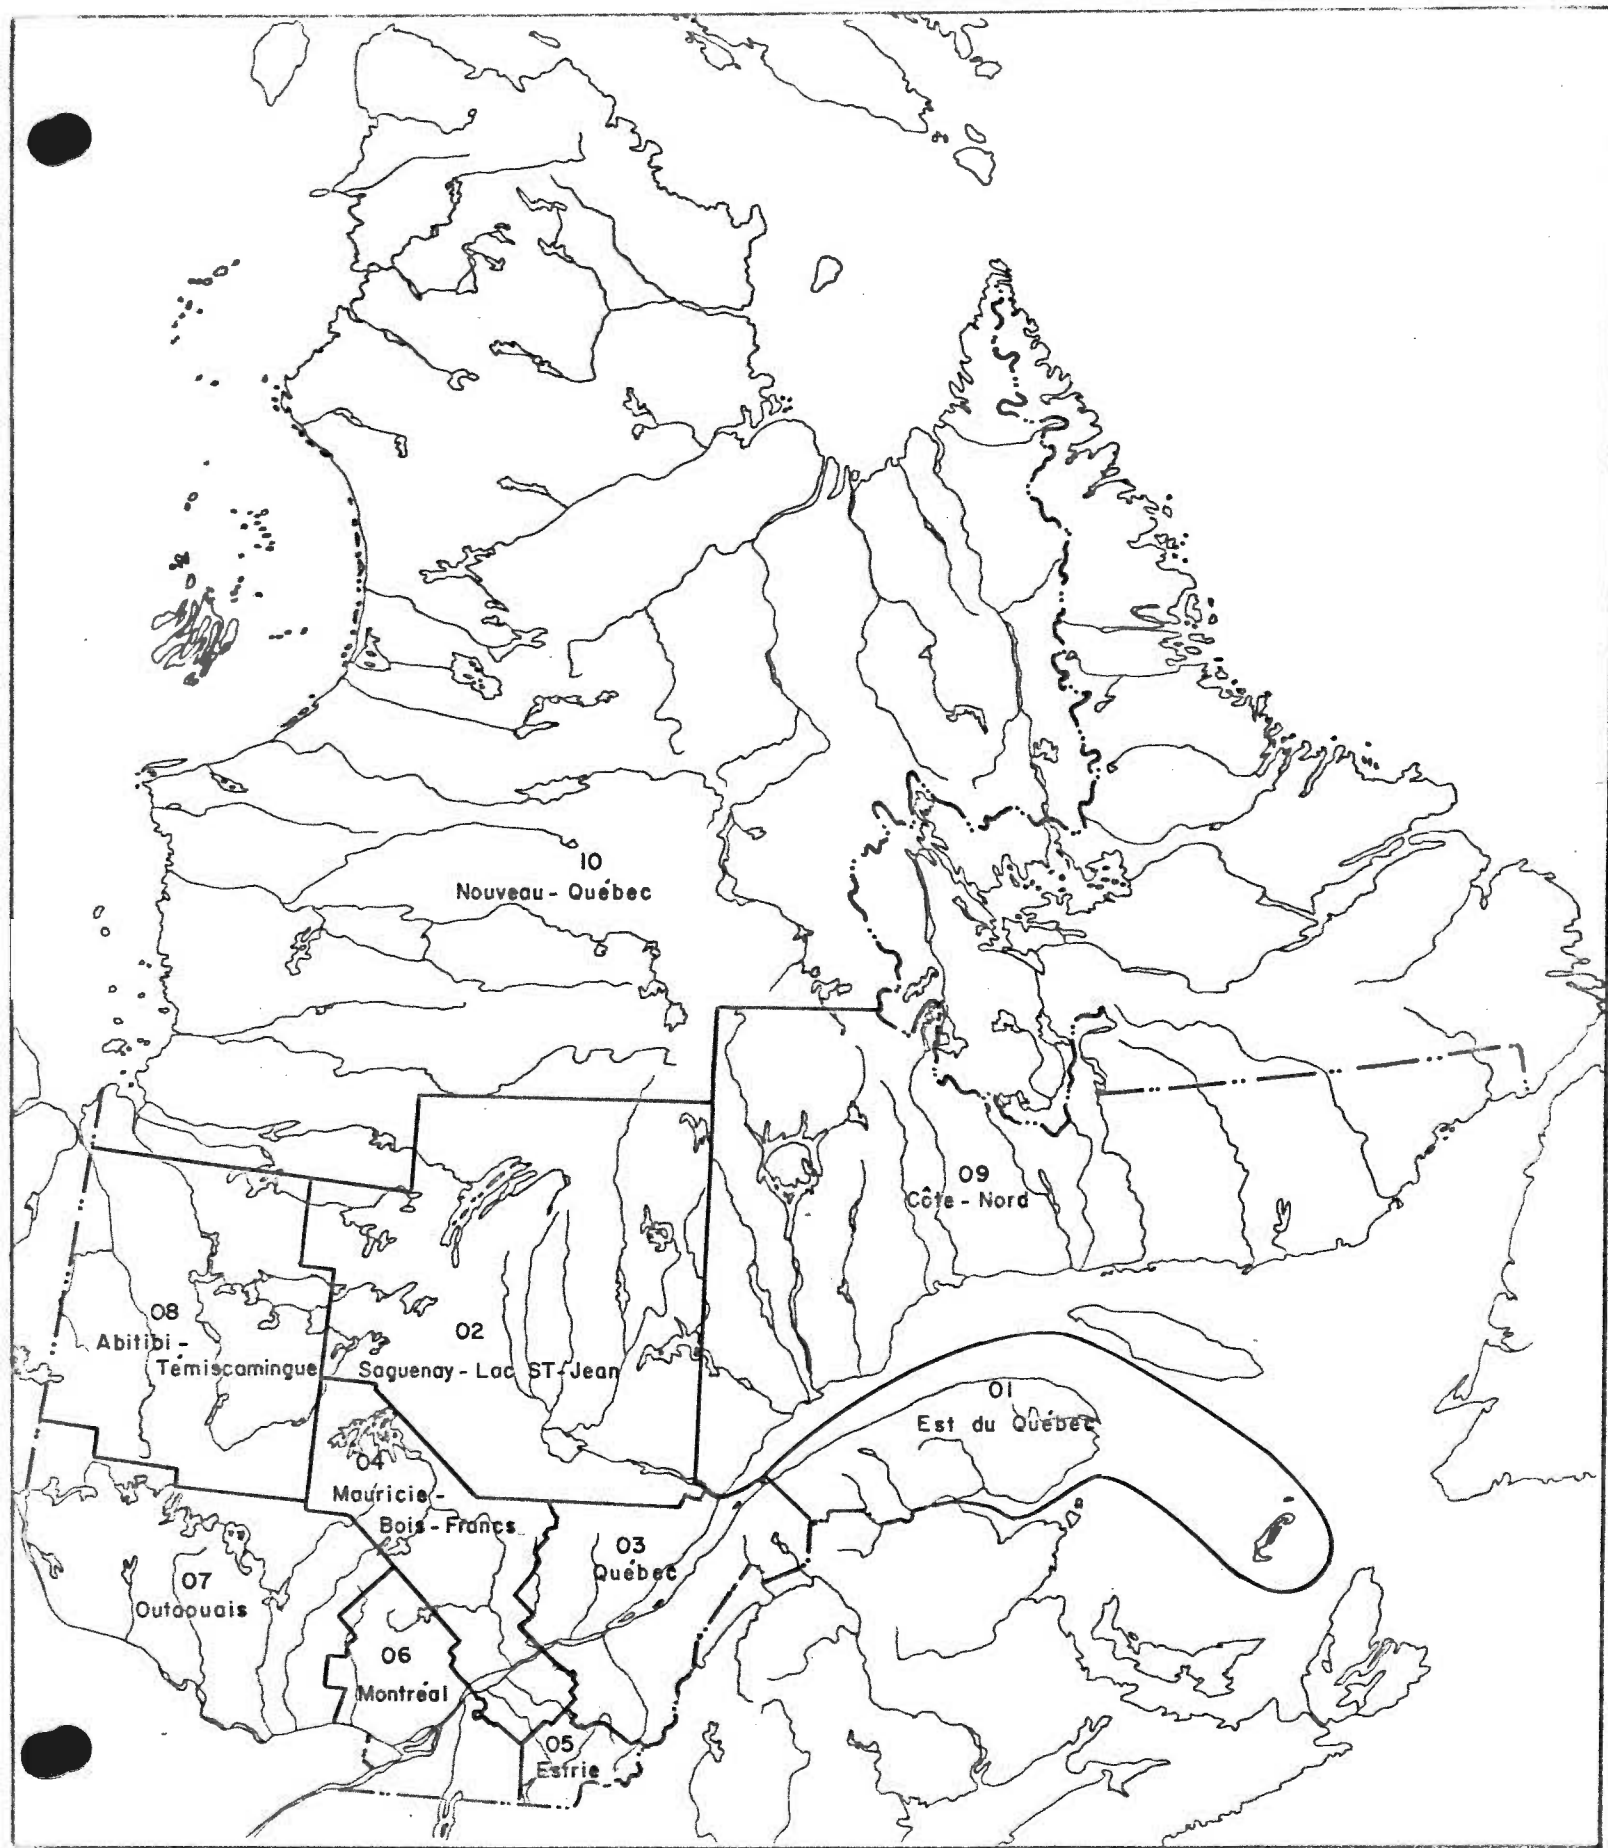 10
Nouveau - Québec
09
Côte - Nord
08
Abitibi -
Témiscamingue
02
Saguenay - Lac ST-Jean
01
Est du Québec
04
Mauricie -
Bois - Francs
03
Québec
07
Outaouais
06
Montréal
05
Estrie